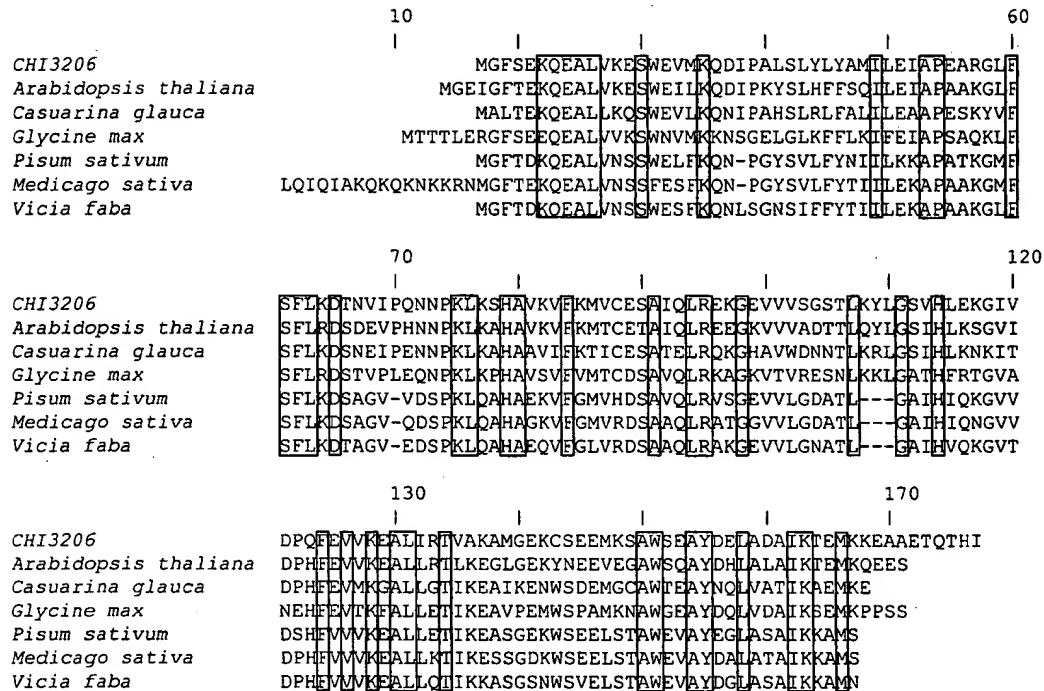 10 60
CHI3206 MGFSEKQEALVKESWEVMKQDIPALSLYLYAMILEIAPEARGLF
Arabidopsis thaliana MGEIGFTEKQEALVKESWEILKQDIPKYSLHFFSQILEIAPAAKGLF
Casuarina glauca MALTEKQEALLKQSWEVLKQNIPAHSLRLFALILEAAPESKYVF
Glycine max MTTTLERGFSEEQEALVVKSWNVMKKNSGELGLKFFLKIFEIAPSAQKLF
Pisum sativum MGFTDKQEALVNSSWELFKQN-PGYSVLFYNIILKKAPATKGMF
Medicago sativa LQIQIAKQKQKNKKRNMGFTEKQEALVNSSFESFKQN-PGYSVLFYTIILEKAPAAKGMF
Vicia faba MGFTDKQEALVNSSWESFKQNLSGNSIFFYTIILEKAPAAKGLF
70 120
CHI3206 SFLKDTNVIPQNNPKLKSHAVKVFKMVCESAIQLREKGEVVVSGSTLKYLGSVHLEKGIV
Arabidopsis thaliana SFLRDSDEVPHNNPKLKAHAVKVFKMTCETAIQLREEGKVVVADTTLQYLGSIHLKSGVI
Casuarina glauca SFLKDSNEIPENNPKLKAHAAVIFKTICESATELRQKGHAVWDNNTLKRLGSIHLKNKIT
Glycine max SFLRDSTVPLEQNPKLKPHAVSVFVMTCDSAVQLRKAGKVTVRESNLKKLGATHFRTGVA
Pisum sativum SFLKDSAGV-VDSPKLQAHAEKVFGMVHDSAVQLRVSGEVVLGDATL---GAIHIQKGVV
Medicago sativa SFLKDSAGV-QDSPKLQAHAGKVFGMVRDSAAQLRATGGVVLGDATL---GAIHIQNGVV
Vicia faba SFLKDTAGV-EDSPKLQAHAEQVFGLVRDSAAQLRAKGEVVLGNATL---GAIHVQKGVT
130 170
CHI3206 DPQFEVVKEALIRTVAKAMGEKCSEEMKSAWSEAYDELADAIKTEMKKEAAETQTHI
Arabidopsis thaliana DPHFEVVKEALLRTLKEGLGEKYNEEVEGAWSQAYDHLALAIKTEMKQEES
Casuarina glauca DPHFEVMKGALLGTIKEAIKENWSDEMGCAWTEAYNQLVATIKAEMKE
Glycine max NEHFEVTKFALLETIKEAVPEMWSPAMKNAWGEAYDQLVDAIKSEMKPPSS
Pisum sativum DSHFVVVKEALLETIKEASGEKWSEELSTAWEVAYEGLASAIKKAMS
Medicago sativa DPHFVVVKEALLKTIKESSGDKWSEELSTAWEVAYDALATAIKKAMS
Vicia faba DPHFVVVKEALLQTIKKASGSNWSVELSTAWEVAYDGLASAIKKAMN